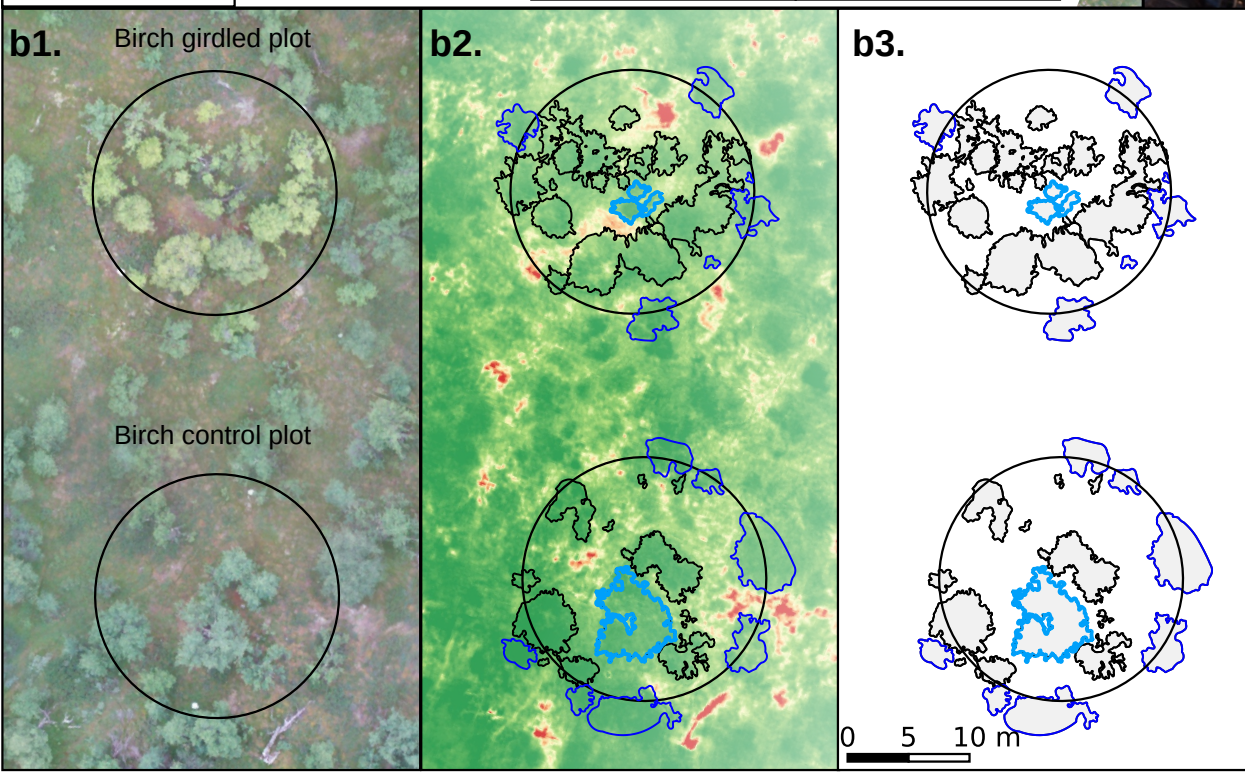 b1.
Birch girdled plot
b2.
b3.
Birch control plot
0 5 10 m